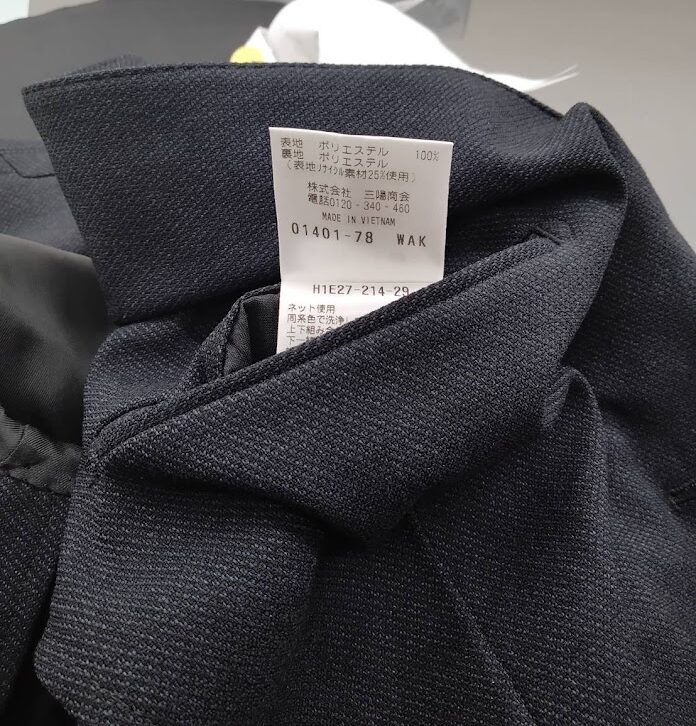 表地 ポリエステル 100%
裏地 ポリエステル
(表地リサイクル素材25%使用)
株式会社 三陽商会
電話0120-340-460
MADE IN VIETNAM
01401-78 WAK
H1E27-214-29
ネット使用
同系色で洗浄
上下組み
下